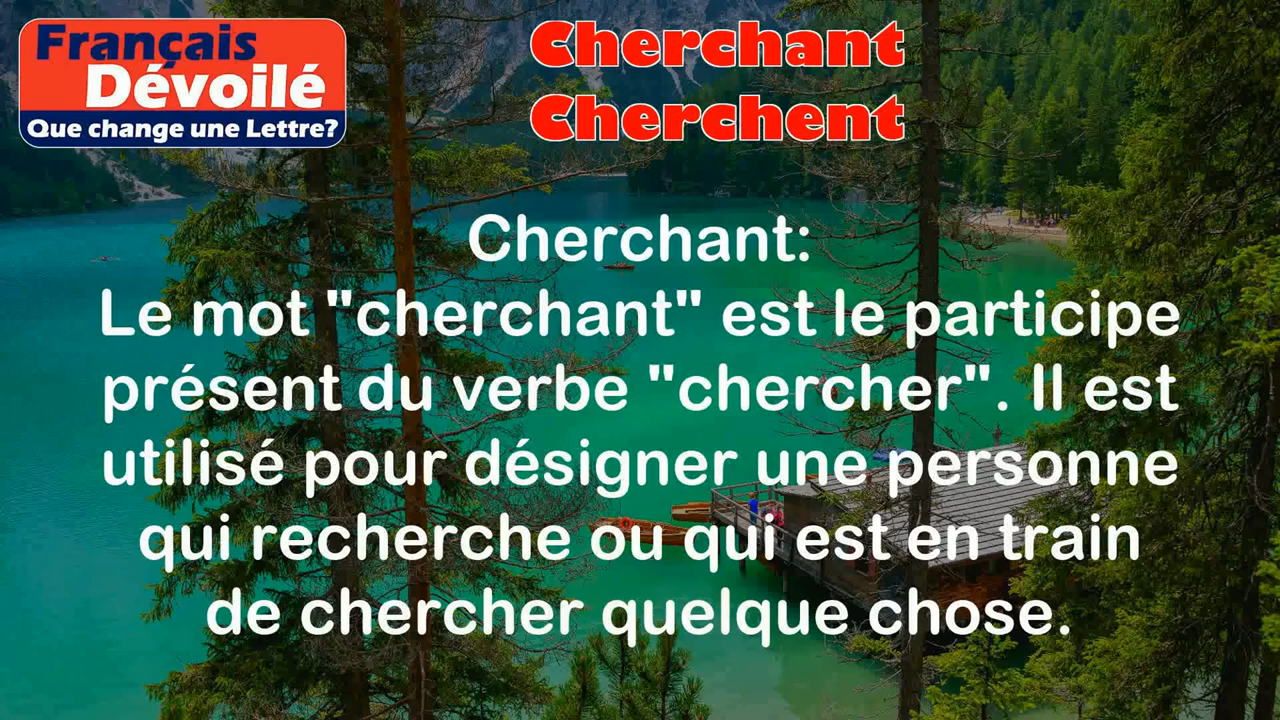 Français
Dévoilé
Que change une Lettre?
Cherchant
Cherchent
Cherchant:
Le mot "cherchant" est le participe
présent du verbe "chercher" . Il est
utilisé pour désigner une personne
qui recherche ou qui est en train
de chercher quelque chose.